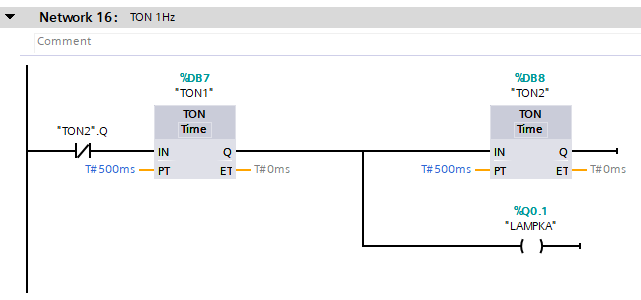 Network 16: TON 1Hz
Comment
%DB7
"TON1"
TON
Time
"TON2".Q
IN
Q
T#500ms
PT
ET
T#0ms
%DB8
"TON2"
TON
Time
IN
Q
T#500ms
PT
ET
T#0ms
%Q0.1
"LAMPKA"